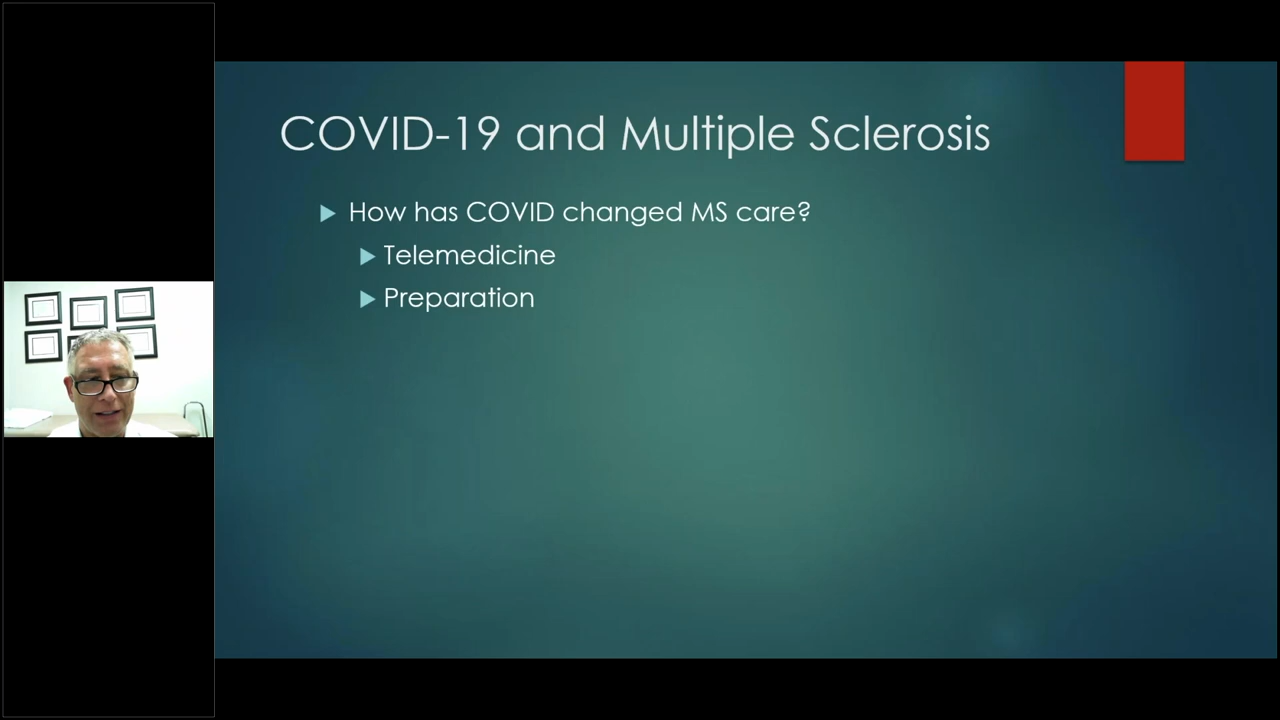 COVID-19 and Multiple Sclerosis
How has COVID changed MS care?
Telemedicine
Preparation